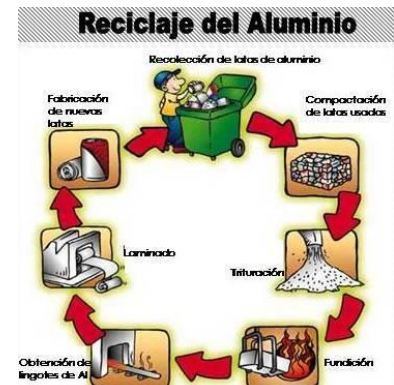 Reciclaje del Aluminio
Recolección de latas de aluminio
Compactación
de latas usadas
Trituración
Fundición
Obtención de
lingotes de Al
Laminado
Fabricación
de nuevas
latas